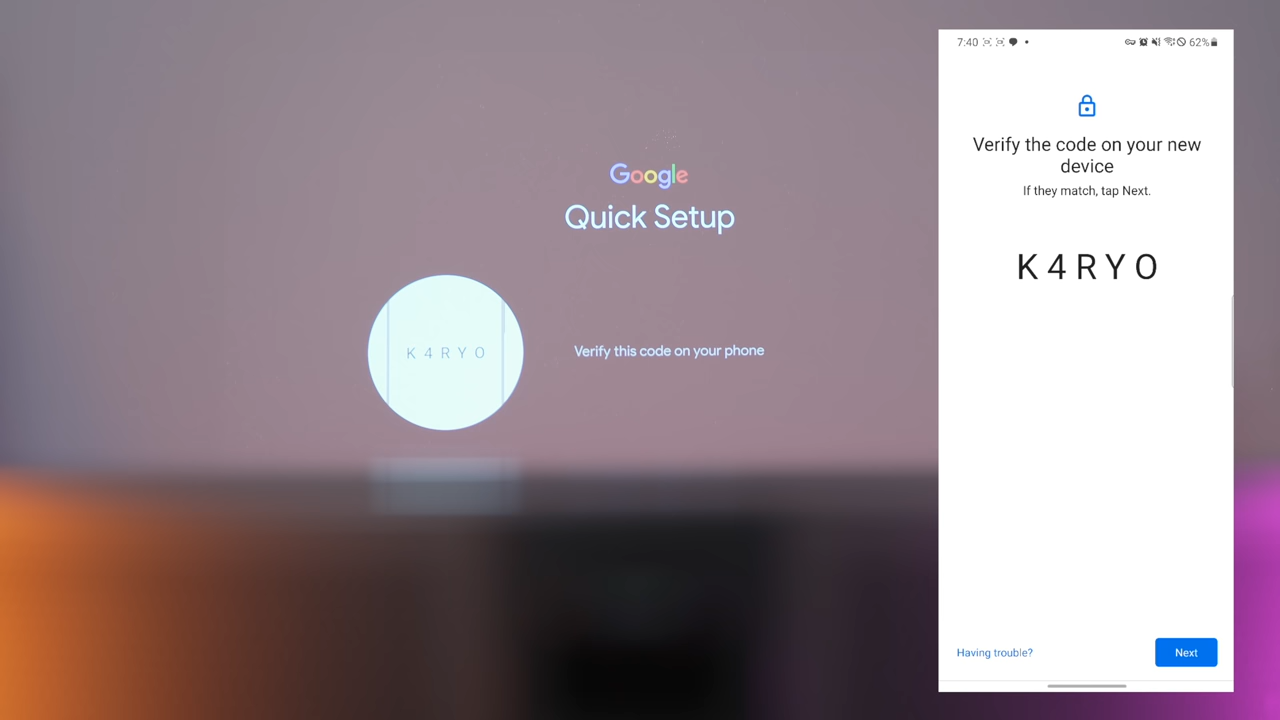 Google
Quick Setup
K 4 R Y O
Verify this code on your phone
7:40
62%
Verify the code on your new
device
If they match, tap Next.
K 4 R Y O
Having trouble?
Next